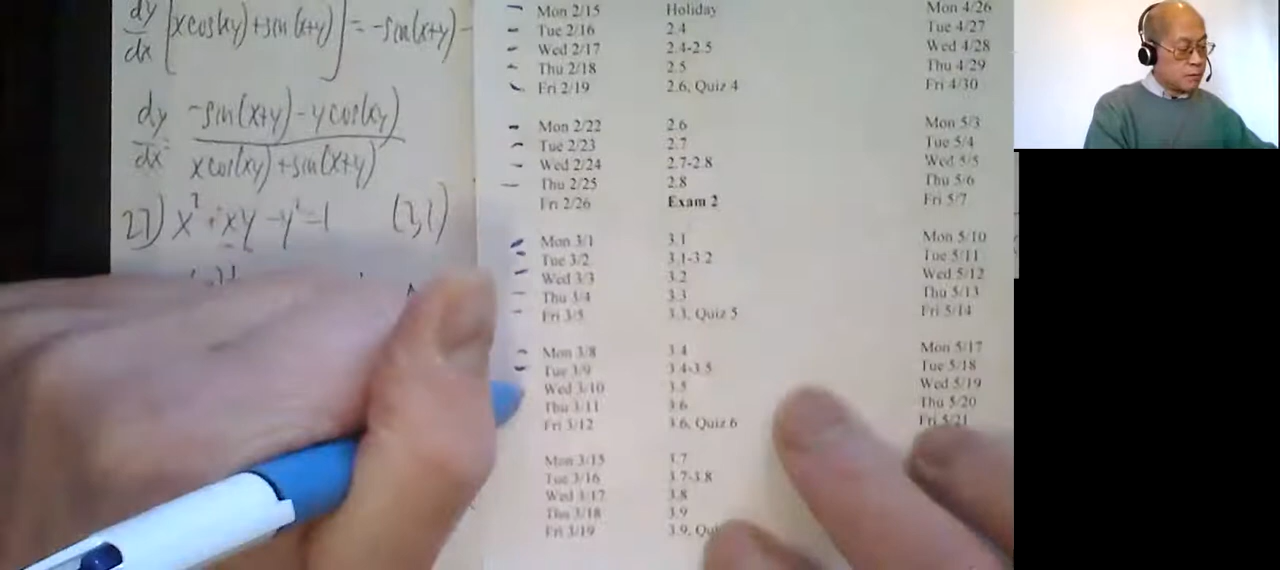 dy/dx [x cos(xy) + sin(x+y)] = -sin(x+y) -
dy/dx = -sin(x+y) - y cos(xy) / x cos(xy) + sin(x+y)
27) x² + xy - y² = 1 (2,1)
Mon 2/15 Holiday
Tue 2/16 2.4
Wed 2/17 2.4-2.5
Thu 2/18 2.5
Fri 2/19 2.6, Quiz 4
Mon 2/22 2.6
Tue 2/23 2.7
Wed 2/24 2.7-2.8
Thu 2/25 2.8
Fri 2/26 Exam 2
Mon 3/1 3.1
Tue 3/2 3.1-3.2
Wed 3/3 3.2
Thu 3/4 3.3
Fri 3/5 3.3, Quiz 5
Mon 3/8 3.4
Tue 3/9 3.4-3.5
Wed 3/10 3.5
Thu 3/11 3.6
Fri 3/12 3.6, Quiz 6
Mon 3/15 3.7
Tue 3/16 3.7-3.8
Wed 3/17 3.8
Thu 3/18 3.9
Fri 3/19 3.9,
Mon 4/26
Tue 4/27
Wed 4/28
Thu 4/29
Fri 4/30
Mon 5/3
Tue 5/4
Wed 5/5
Thu 5/6
Fri 5/7
Mon 5/10
Tue 5/11
Wed 5/12
Thu 5/13
Fri 5/14
Mon 5/17
Tue 5/18
Wed 5/19
Thu 5/20
Fri 5/21